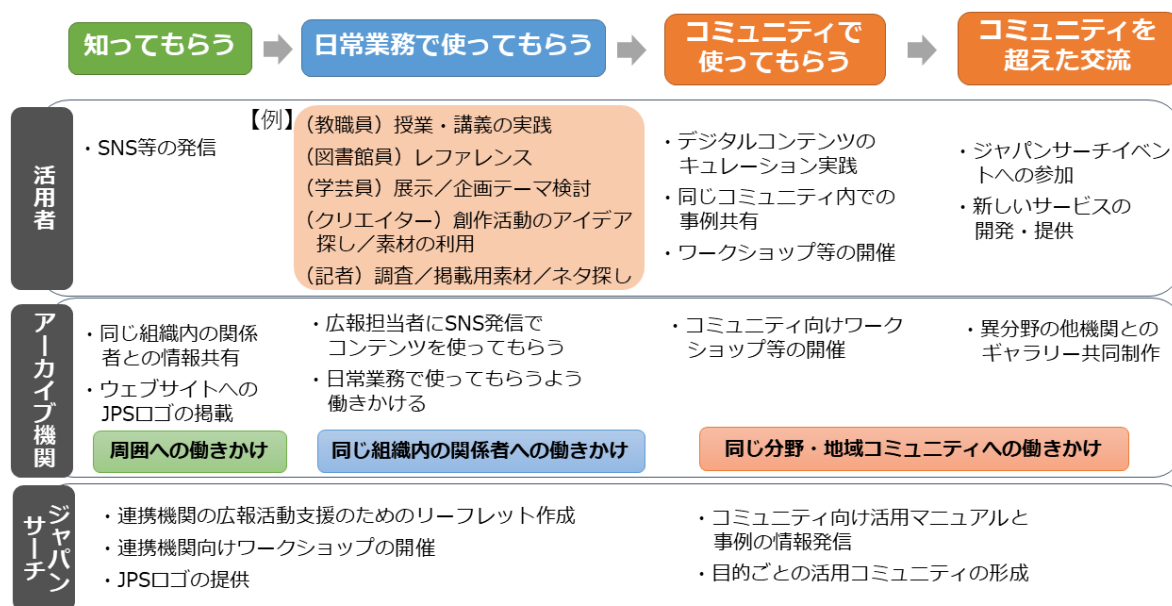 知ってもらう
日常業務で使ってもらう
コミュニティで
使ってもらう
コミュニティを
超えた交流
活用者
・SNS等の発信
【例】
（教職員）授業・講義の実践
（図書館員）レファレンス
（学芸員）展示／企画テーマ検討
（クリエイター）創作活動のアイデア
探し／素材の利用
（記者）調査／掲載用素材／ネタ探し
・デジタルコンテンツの
キュレーション実践
・同じコミュニティ内での
事例共有
・ワークショップ等の開催
・ジャパンサーチイベン
トへの参加
・新しいサービスの
開発・提供
アーカイブ機関
・同じ組織内の関係
者との情報共有
・ウェブサイトへの
JPSロゴの掲載
周囲への働きかけ
・広報担当者にSNS発信で
コンテンツを使ってもらう
・日常業務で使ってもらうよう
働きかける
同じ組織内の関係者への働きかけ
・コミュニティ向けワーク
ショップ等の開催
・異分野の他機関との
ギャラリー共同制作
同じ分野・地域コミュニティへの働きかけ
ジャパン
サーチ
・連携機関の広報活動支援のためのリーフレット作成
・連携機関向けワークショップの開催
・JPSロゴの提供
・コミュニティ向け活用マニュアルと
事例の情報発信
・目的ごとの活用コミュニティの形成